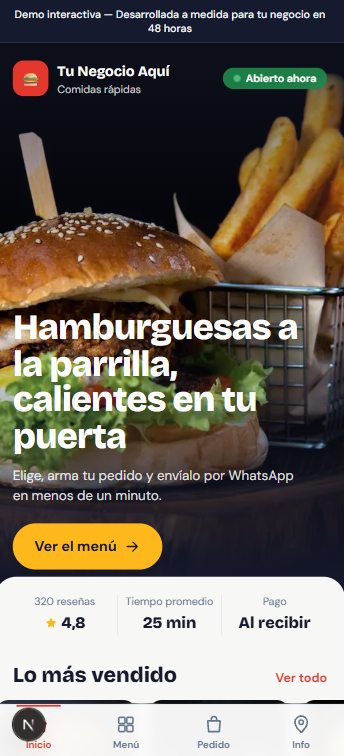 Demo interactiva — Desarrollada a medida para tu negocio en
48 horas
Tu Negocio Aquí
Comidas rápidas
Abierto ahora
Hamburguesas a
la parrilla,
calientes en tu
puerta
Elige, arma tu pedido y envíalo por WhatsApp
en menos de un minuto.
Ver el menú →
320 reseñas
4,8
Tiempo promedio
25 min
Pago
Al recibir
Lo más vendido
Ver todo
N
Inicio
Menú
Pedido
Info